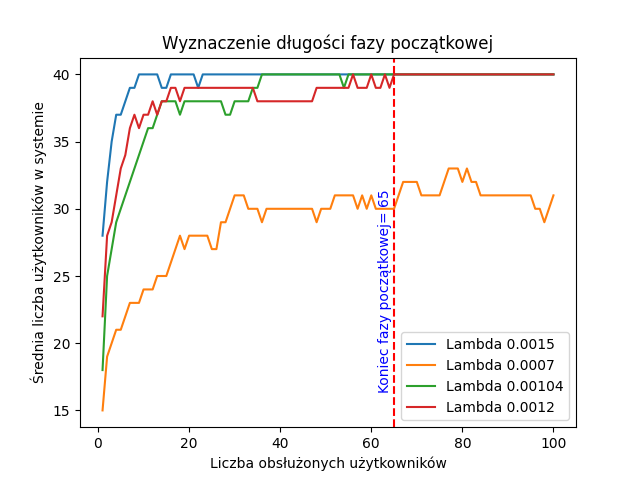 Wyznaczenie długości fazy początkowej
Średnia liczba użytkowników w systemie
40
35
30
25
20
15
Koniec fazy początkowej= 65
Lambda 0.0015
Lambda 0.0007
Lambda 0.00104
Lambda 0.0012
0 20 40 60 80 100
Liczba obsłużonych użytkowników